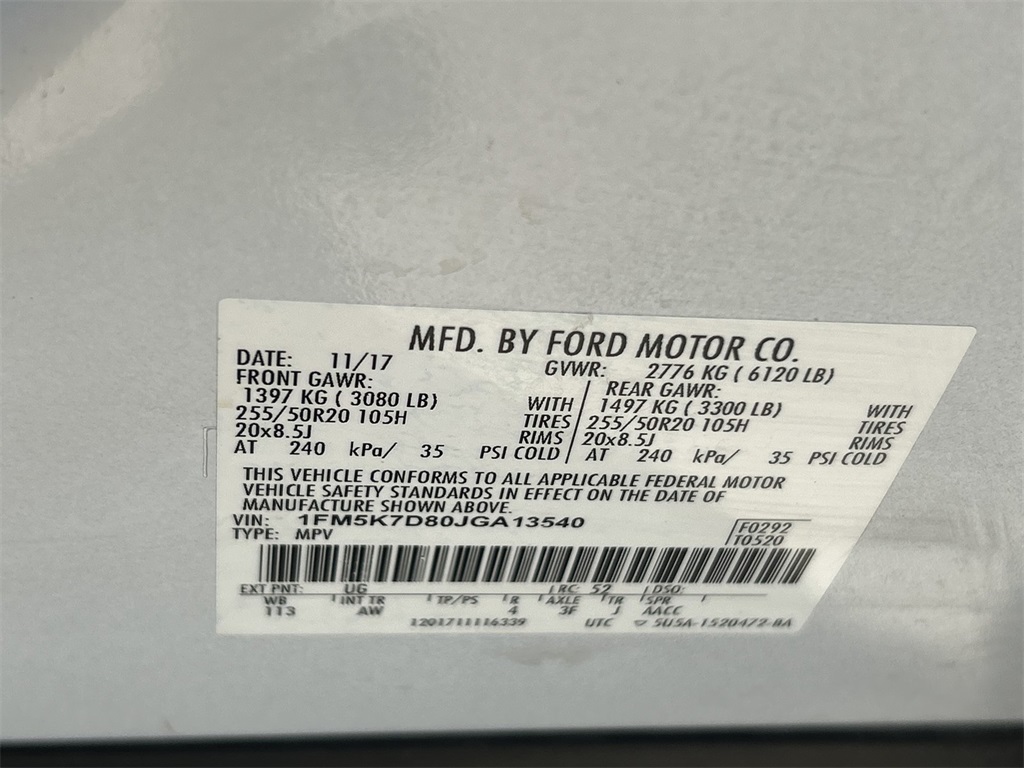 MFD. BY FORD MOTOR CO.
DATE: 11/17 GVWR: 2776 KG ( 6120 LB)
FRONT GAWR: REAR GAWR:
1397 KG ( 3080 LB) WITH / 1497 KG ( 3300 LB) WITH
255/50R20 105H TIRES 255/50R20 105H TIRES
20x8.5J RIMS 20x8.5J RIMS
AT 240 kPa/ 35 PSI COLD AT 240 kPa/ 35 PSI COLD
THIS VEHICLE CONFORMS TO ALL APPLICABLE FEDERAL MOTOR
VEHICLE SAFETY STANDARDS IN EFFECT ON THE DATE OF
MANUFACTURE SHOWN ABOVE.
VIN: 1FM5K7D80JGA13540 F0292
TYPE: MPV T0520
EXT PNT: UG RC: 52 DSO:
WB INT TR TP/PS R AXLE TR SPR
113 AW 4 3F J AACC
1201711116339 UTC 5U5A-1520472-BA